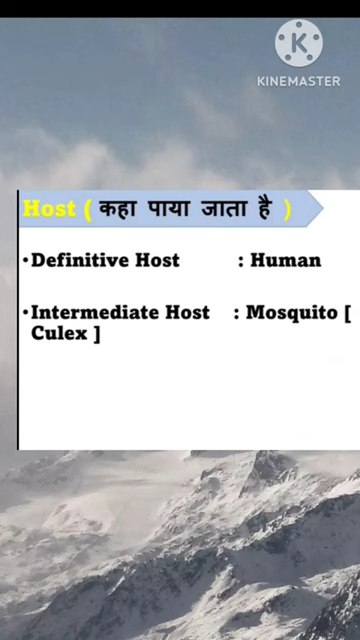 KINEMASTER
Host ( कहा पाया जाता है )
•Definitive Host : Human
•Intermediate Host : Mosquito [
Culex ]